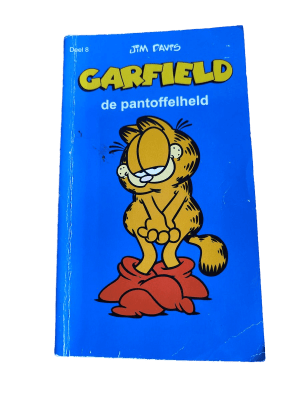 Deel 8
JIM DAVIS
GARFIELD
de pantoffelheld